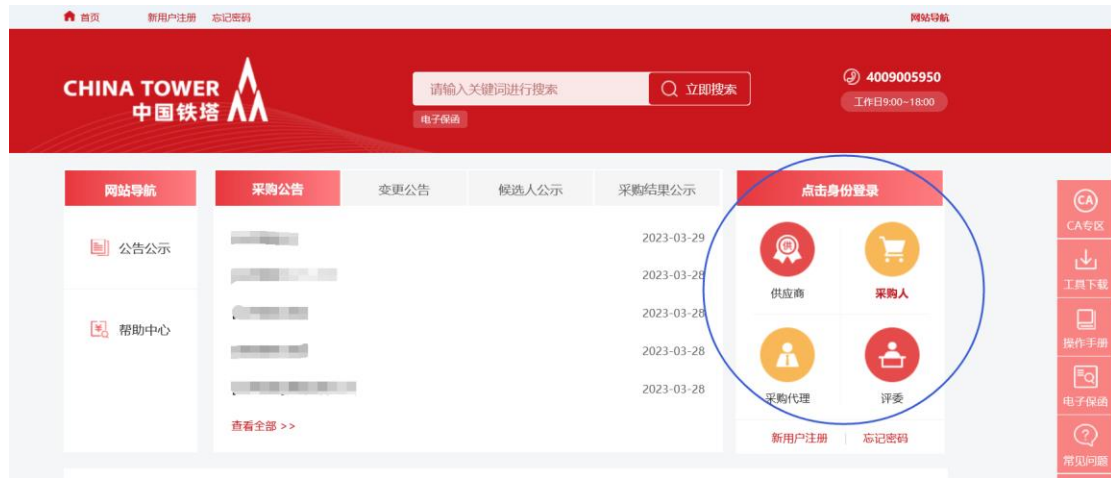 首页 新用户注册 忘记密码 网站导航
CHINA TOWER
中国铁塔
请输入关键词进行搜索 立即搜索
电子保函
4009005950
工作日9:00~18:00
网站导航
公告公示
帮助中心
采购公告 变更公告 候选人公示 采购结果公示
2023-03-29
2023-03-28
2023-03-28
2023-03-28
2023-03-28
查看全部 >>
点击身份登录
供
供应商 采购人
采购代理 评委
新用户注册 忘记密码
CA
CA专区
工具下载
操作手册
电子保函
常见问题